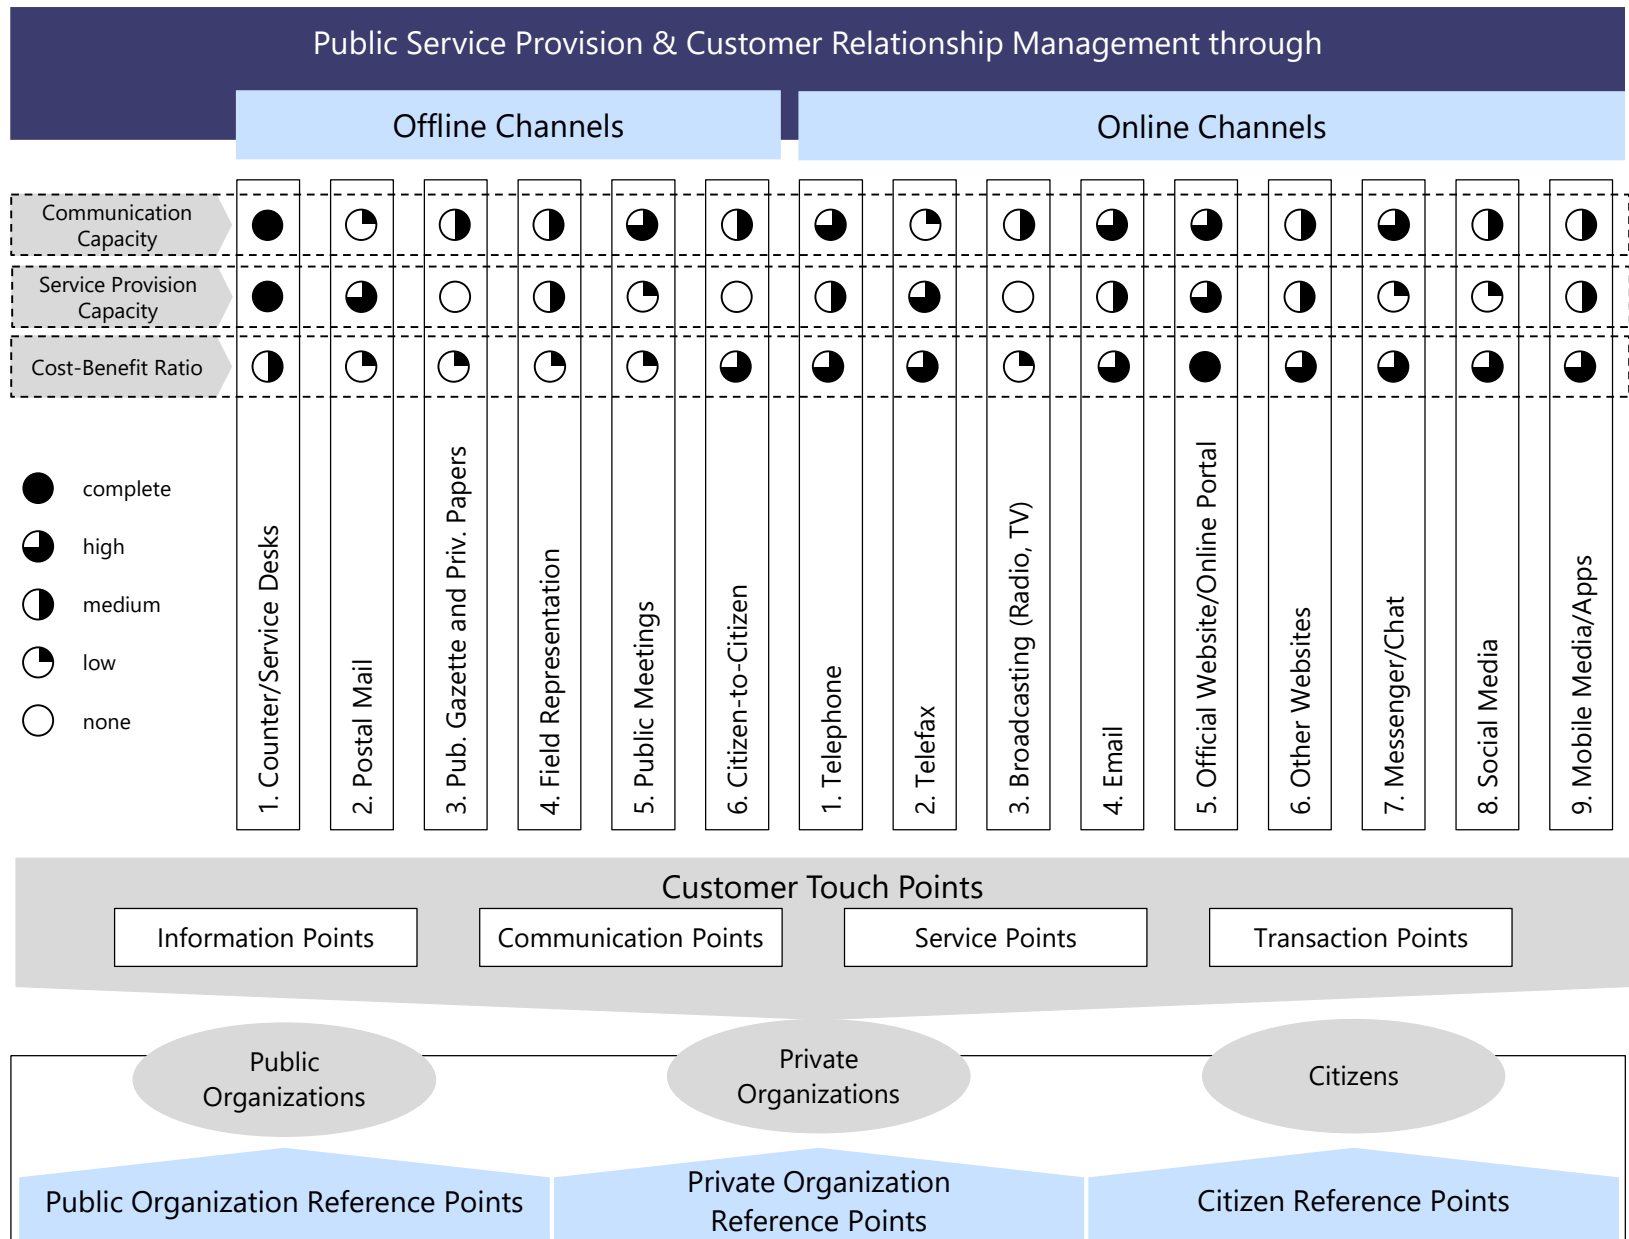 Public Service Provision & Customer Relationship Management through
Offline Channels
Online Channels
Communication
Capacity
Service Provision
Capacity
Cost-Benefit Ratio
complete
high
medium
low
none
1. Counter/Service Desks
2. Postal Mail
3. Pub. Gazette and Priv. Papers
4. Field Representation
5. Public Meetings
6. Citizen-to-Citizen
1. Telephone
2. Telefax
3. Broadcasting (Radio, TV)
4. Email
5. Official Website/Online Portal
6. Other Websites
7. Messenger/Chat
8. Social Media
9. Mobile Media/Apps
Customer Touch Points
Information Points
Communication Points
Service Points
Transaction Points
Public
Organizations
Private
Organizations
Citizens
Public Organization Reference Points
Private Organization
Reference Points
Citizen Reference Points